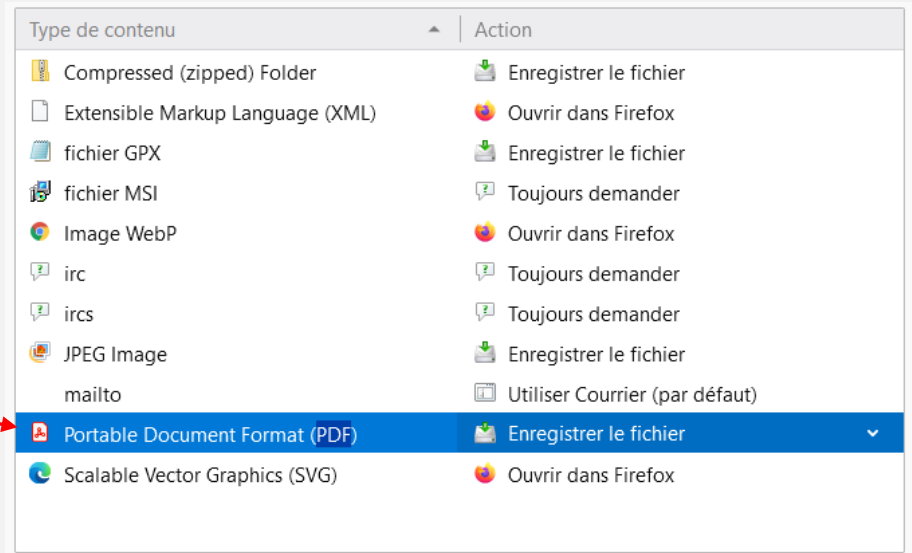 Type de contenu Action
Compressed (zipped) Folder Enregistrer le fichier
Extensible Markup Language (XML) Ouvrir dans Firefox
fichier GPX Enregistrer le fichier
fichier MSI Toujours demander
Image WebP Ouvrir dans Firefox
irc Toujours demander
ircs Toujours demander
JPEG Image Enregistrer le fichier
mailto Utiliser Courrier (par défaut)
Portable Document Format (PDF) Enregistrer le fichier
Scalable Vector Graphics (SVG) Ouvrir dans Firefox